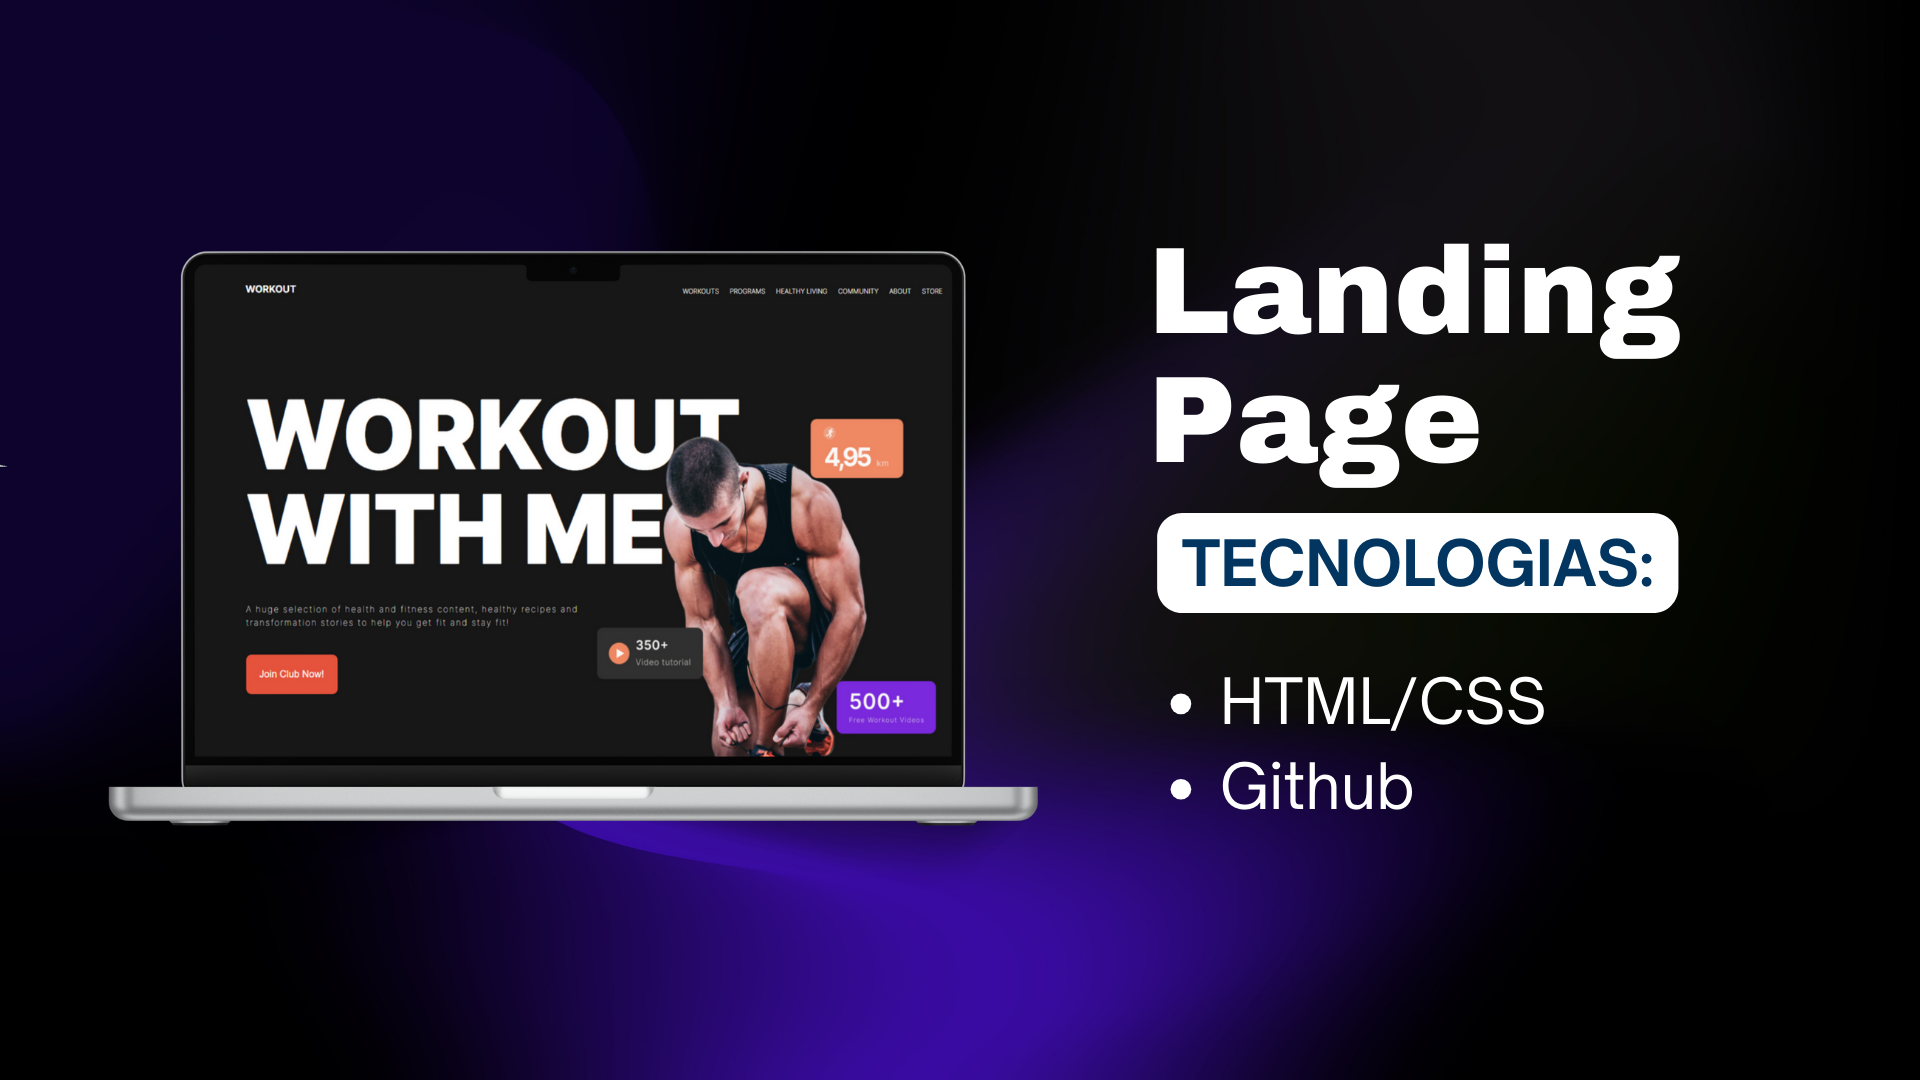 WORKOUT
WORKOUTS PROGRAMS HEALTHY LIVING COMMUNITY ABOUT STORE
WORKOUT
WITH ME
4,95 km
A huge selection of health and fitness content, healthy recipes and
transformation stories to help you get fit and stay fit!
350+
Video tutorial
Join Club Now!
500+
Free Workout Videos
Landing
Page
TECNOLOGIAS:
• HTML/CSS
• Github